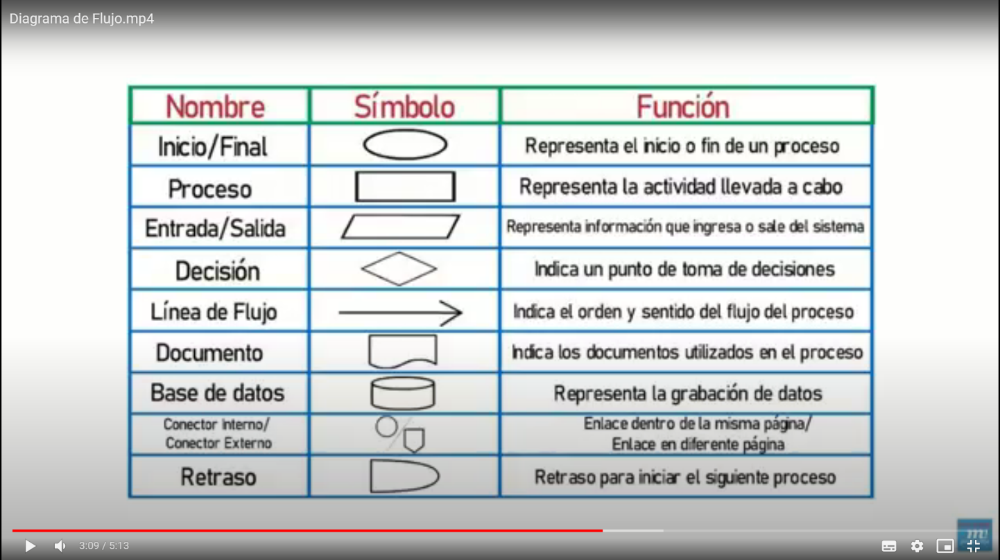 Diagrama de Flujo.mp4
Nombre Símbolo Función
Inicio/Final Representa el inicio o fin de un proceso
Proceso Representa la actividad llevada a cabo
Entrada/Salida Representa información que ingresa o sale del sistema
Decisión Indica un punto de toma de decisiones
Línea de Flujo Indica el orden y sentido del flujo del proceso
Documento Indica los documentos utilizados en el proceso
Base de datos Representa la grabación de datos
Conector Interno/ Enlace dentro de la misma página/
Conector Externo Enlace en diferente página
Retraso Retraso para iniciar el siguiente proceso
3:09 / 5:13